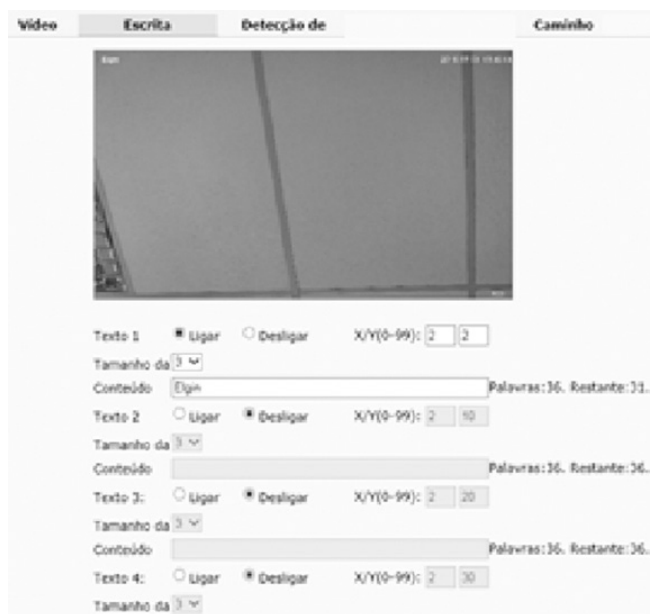 Vídeo Escrita Detecção de Caminho
Elgin
Texto 1 Ligar Desligar X/Y(0-99): 2 2
Tamanho da 3
Conteúdo Elgin Palavras:36. Restante:31.
Texto 2 Ligar Desligar X/Y(0-99): 2 10
Tamanho da 3
Conteúdo Palavras:36. Restante:36.
Texto 3: Ligar Desligar X/Y(0-99): 2 20
Tamanho da 3
Conteúdo Palavras:36. Restante:36.
Texto 4: Ligar Desligar X/Y(0-99): 2 30
Tamanho da 3